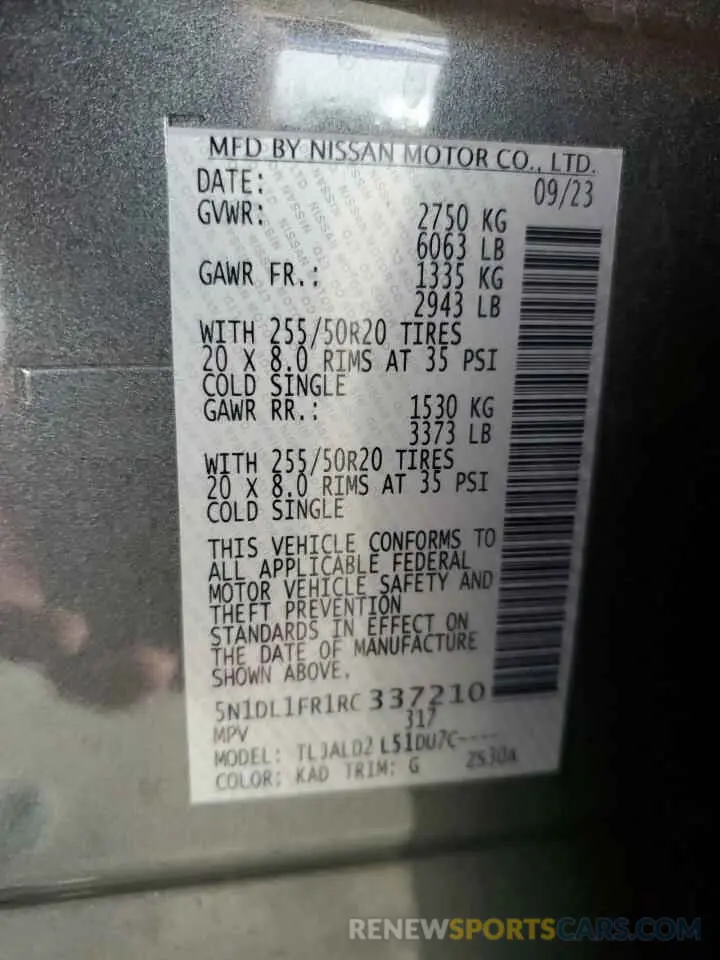 MFD BY NISSAN MOTOR CO., LTD.
DATE: 09/23
GVWR: 2750 KG
6063 LB
GAWR FR.: 1335 KG
2943 LB
WITH 255/50R20 TIRES
20 X 8.0 RIMS AT 35 PSI
COLD SINGLE
GAWR RR.: 1530 KG
3373 LB
WITH 255/50R20 TIRES
20 X 8.0 RIMS AT 35 PSI
COLD SINGLE
THIS VEHICLE CONFORMS TO
ALL APPLICABLE FEDERAL
MOTOR VEHICLE SAFETY AND
THEFT PREVENTION
STANDARDS IN EFFECT ON
THE DATE OF MANUFACTURE
SHOWN ABOVE.
5N1DL1FR1RC 337210
MPV 317
MODEL: TLJALD2 L51DU7C----
COLOR: KAD TRIM: G ZS30A
RENEWSPORTSCARS.COM